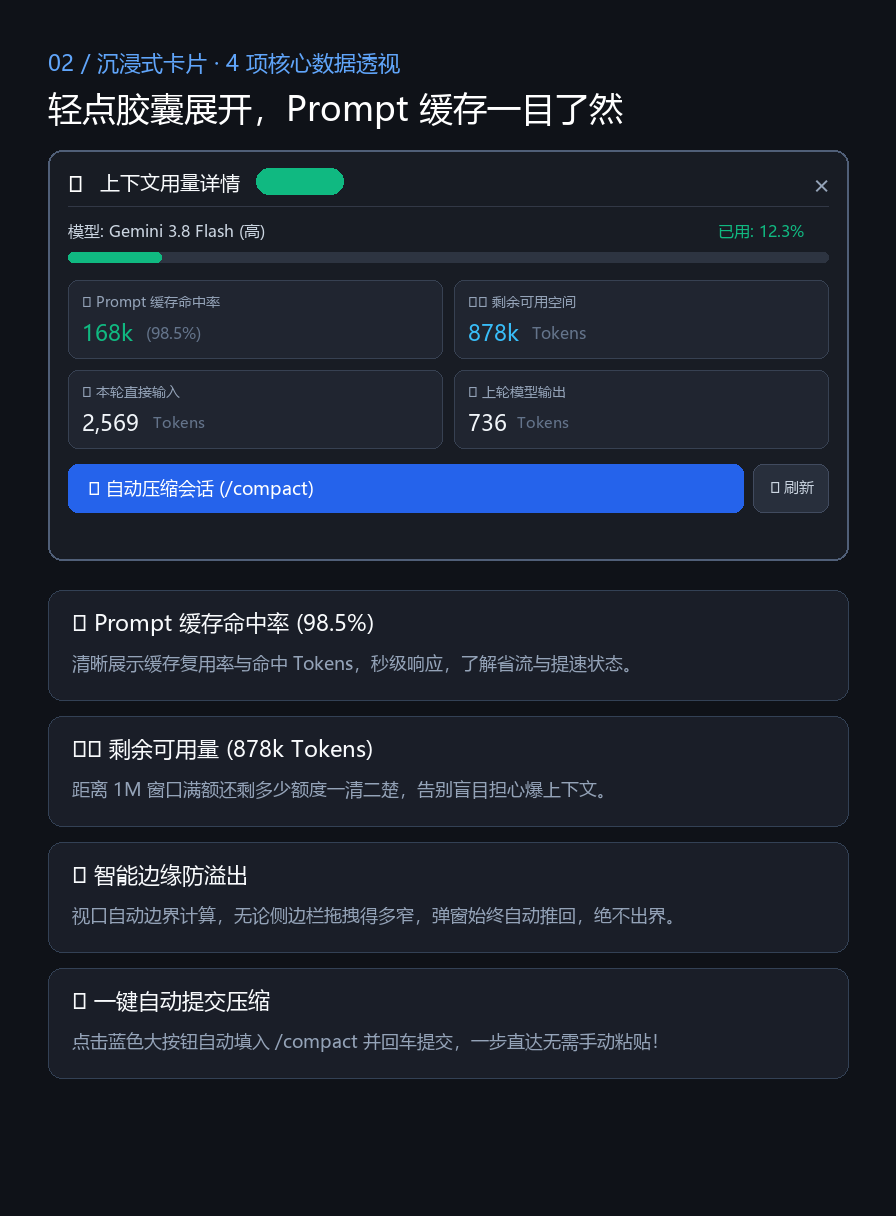 02 / 沉浸式卡片 · 4 项核心数据透视
轻点胶囊展开，Prompt 缓存一目了然
上下文用量详情
×
模型: Gemini 3.8 Flash (高)
已用: 12.3%
Prompt 缓存命中率
168k (98.5%)
剩余可用空间
878k Tokens
本轮直接输入
2,569 Tokens
上轮模型输出
736 Tokens
自动压缩会话 (/compact)
刷新
Prompt 缓存命中率 (98.5%)
清晰展示缓存复用率与命中 Tokens，秒级响应，了解省流与提速状态。
剩余可用量 (878k Tokens)
距离 1M 窗口满额还剩多少额度一清二楚，告别盲目担心爆上下文。
智能边缘防溢出
视口自动边界计算，无论侧边栏拖拽得多窄，弹窗始终自动推回，绝不出界。
一键自动提交压缩
点击蓝色大按钮自动填入 /compact 并回车提交，一步直达无需手动粘贴！